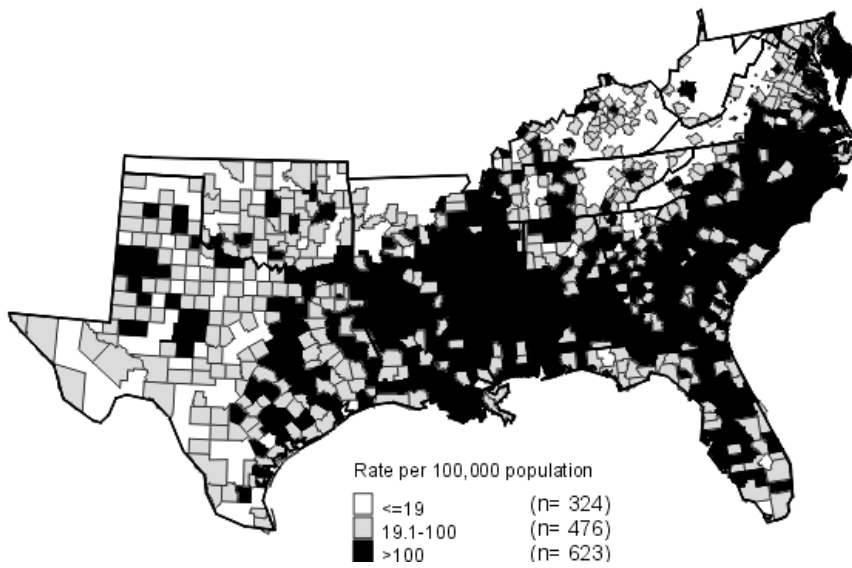 Rate per 100,000 population
<=19 (n= 324)
19.1-100 (n= 476)
>100 (n= 623)